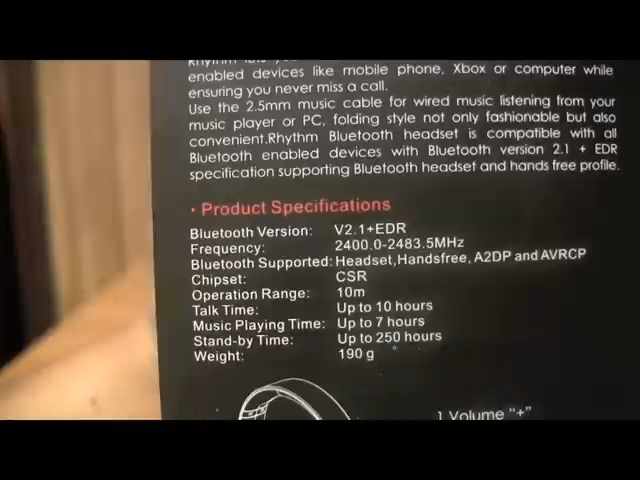 Rhythm lets you
enabled devices like mobile phone, Xbox or computer while
ensuring you never miss a call.
Use the 2.5mm music cable for wired music listening from your
music player or PC, folding style not only fashionable but also
convenient.Rhythm Bluetooth headset is compatible with all
Bluetooth enabled devices with Bluetooth version 2.1 + EDR
specification supporting Bluetooth headset and hands free profile.
· Product Specifications
Bluetooth Version: V2.1+EDR
Frequency: 2400.0-2483.5MHz
Bluetooth Supported: Headset,Handsfree, A2DP and AVRCP
Chipset: CSR
Operation Range: 10m
Talk Time: Up to 10 hours
Music Playing Time: Up to 7 hours
Stand-by Time: Up to 250 hours
Weight: 190 g
1 Volume "+"